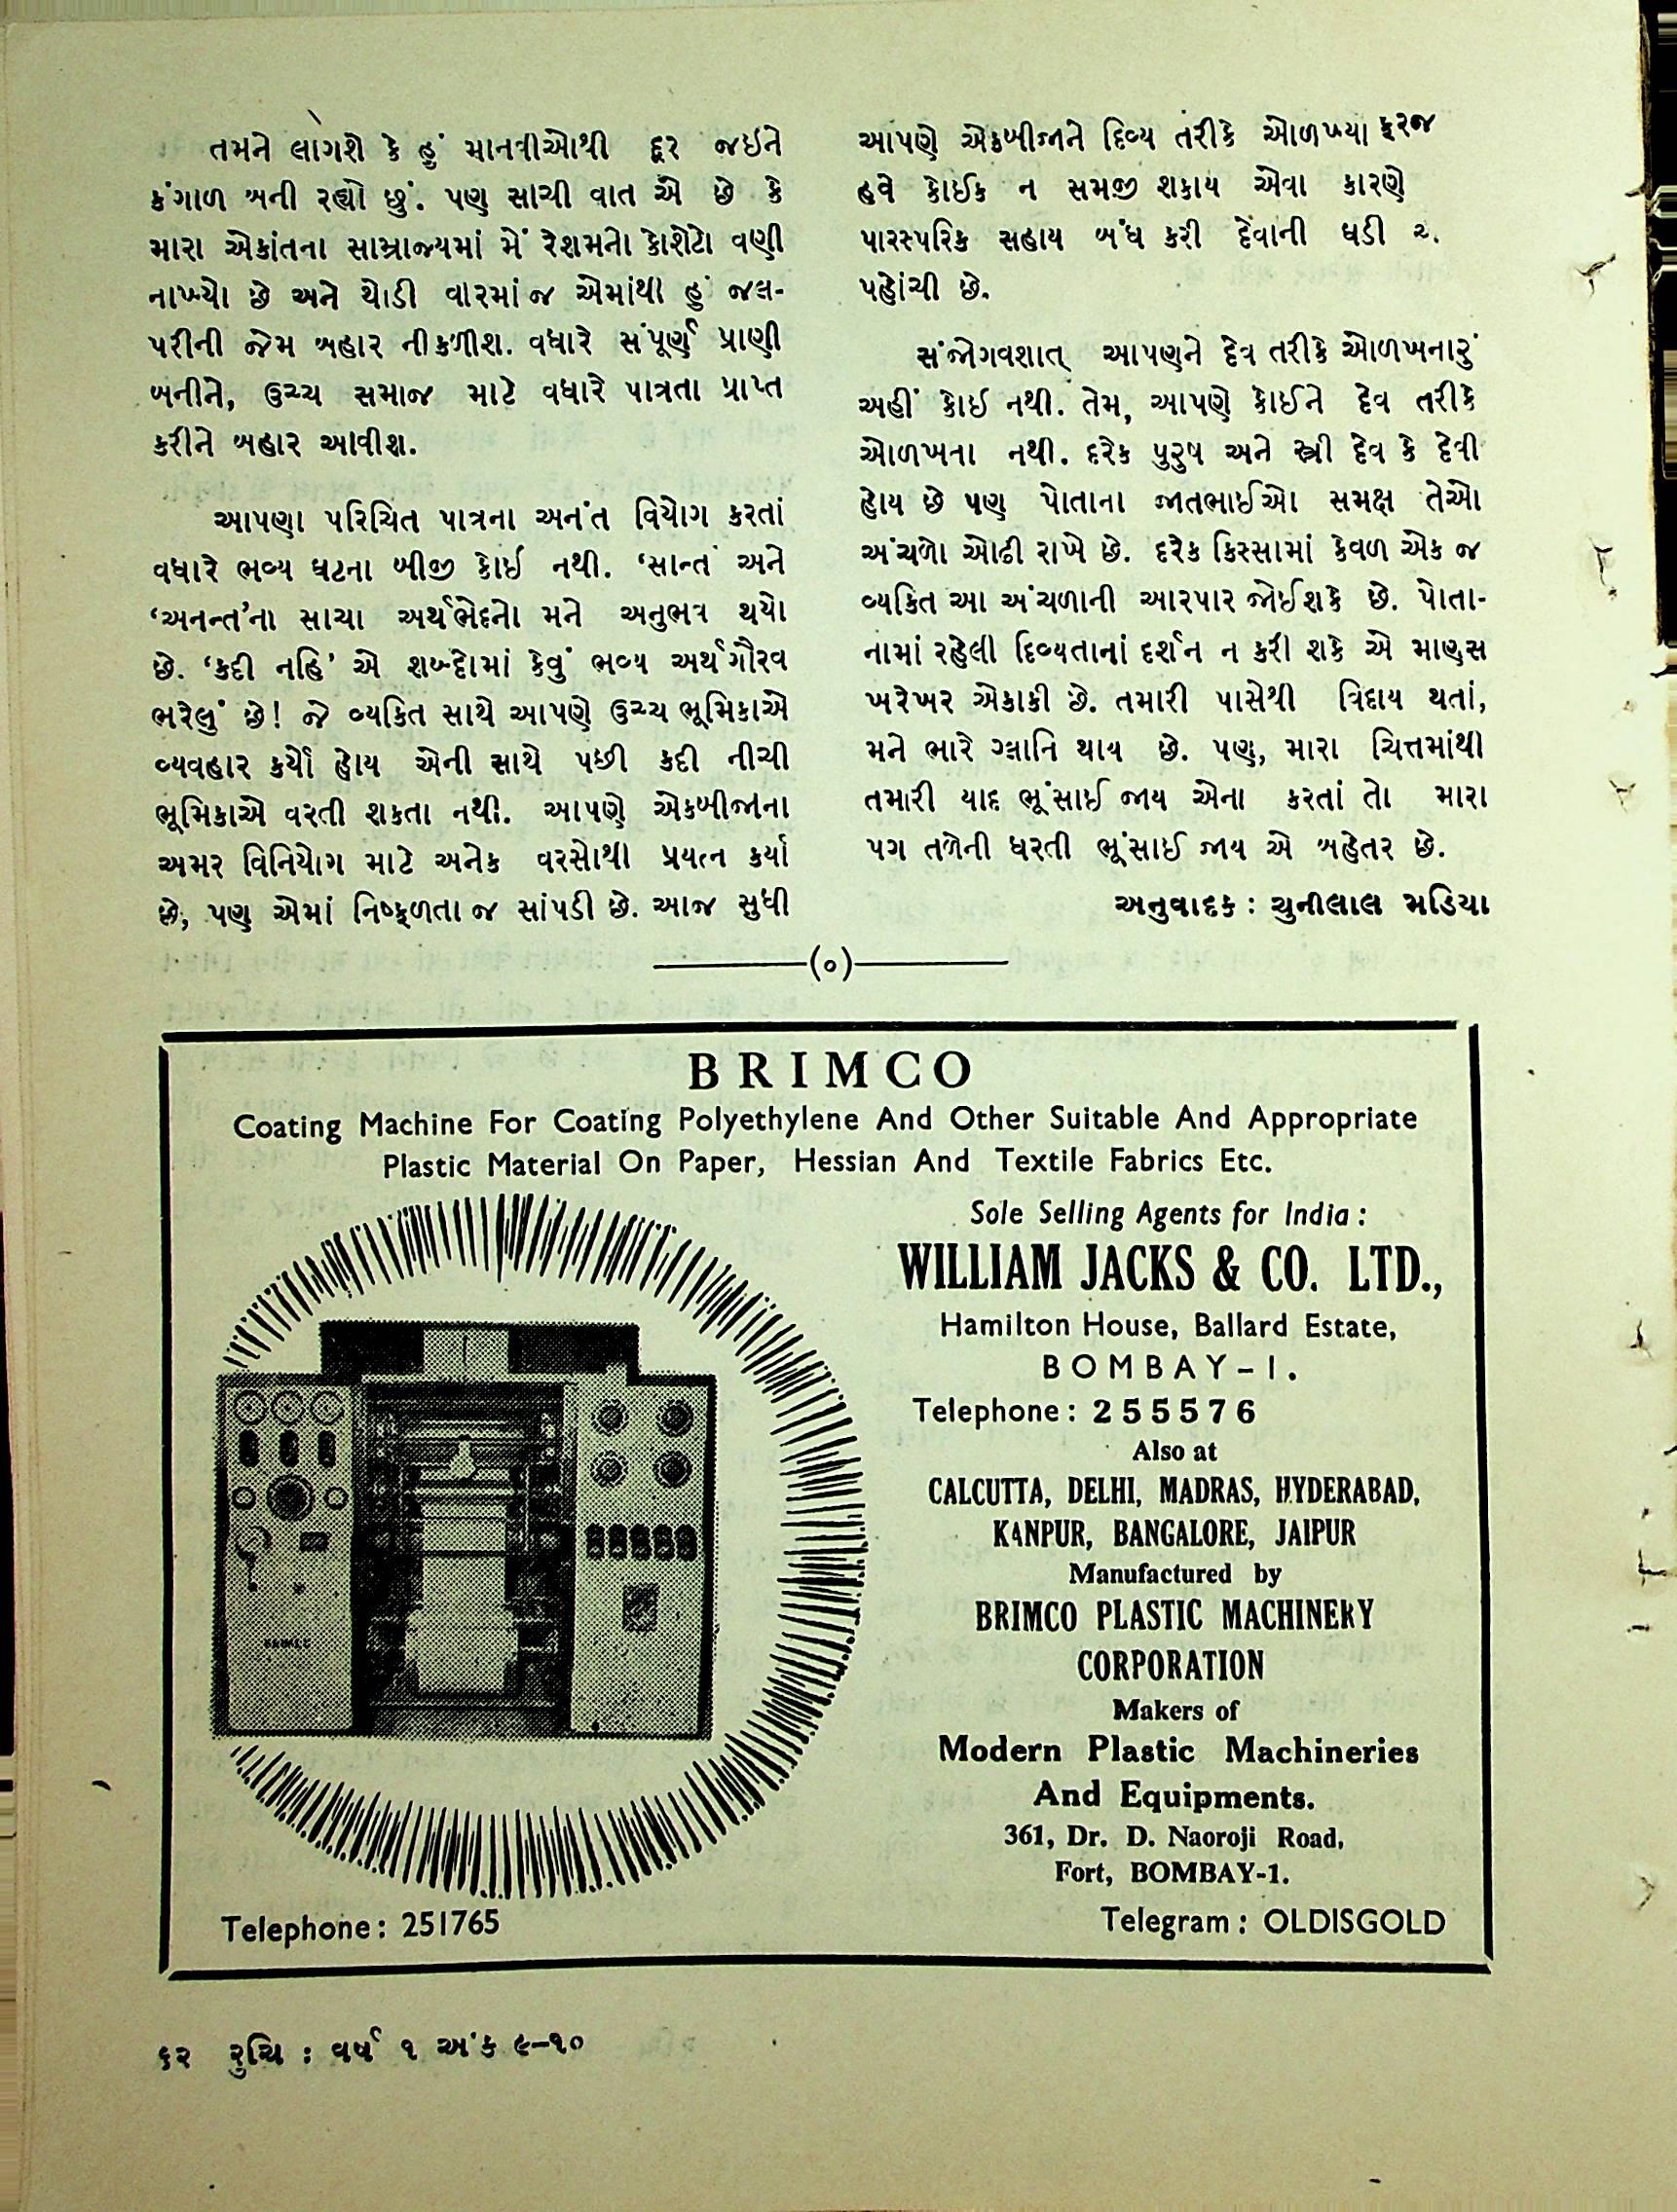 તમને લાગશે કે હું માનવીઓથી દૂર જઈને
કંગાળ બની રહ્યો છું. પણ સાચી વાત એ છે કે
મારા એકાંતના સામ્રાજ્યમાં મેં રેશમનો કોશેટો વણી
નાખ્યો છે અને થોડી વારમાં જ એમાંથી હું જલ-
પરીની જેમ બહાર નીકળીશ. વધારે સંપૂર્ણ પ્રાણી
બનીને, ઉચ્ચ સમાજ માટે વધારે પાત્રતા પ્રાપ્ત
કરીને બહાર આવીશ.
આપણા પરિચિત પાત્રના અનંત વિયોગ કરતાં
વધારે ભવ્ય ઘટના બીજી કોઈ નથી. ‘સાન્ત’ અને
‘અનન્ત’ના સાચા અર્થભેદનો મને અનુભવ થયો
છે. ‘કદી નહિ’ એ શબ્દોમાં કેવું ભવ્ય અર્થગૌરવ
ભરેલું છે! જે વ્યકિત સાથે આપણે ઉચ્ચ ભૂમિકાએ
વ્યવહાર કર્યો હોય એની સાથે પછી કદી નીચી
ભૂમિકાએ વરતી શકતા નથી. આપણે એકબીજાના
અમર વિનિયોગ માટે અનેક વરસોથી પ્રયત્ન કર્યા
છે, પણ એમાં નિષ્ફળતા જ સાંપડી છે. આજ સુધી
આપણે એકબીજાને દિવ્ય તરીકે ઓળખ્યા
હવે કોઈક ન સમજી શકાય એવા કારણે
પારસ્પરિક સહાય બંધ કરી દેવાની ઘડી
પહોંચી છે.
સંજોગવશાત્ આપણને દેવ તરીકે ઓળખનારું
અહીં કોઈ નથી. તેમ, આપણે કોઈને દેવ તરીકે
ઓળખતા નથી. દરેક પુરુષ અને સ્ત્રી દેવ કે દેવી
હોય છે પણ પોતાના જાતભાઈઓ સમક્ષ તેઓ
અંચળો ઓઢી રાખે છે. દરેક કિસ્સામાં કેવળ એક જ
વ્યકિત આ અંચળાની આરપાર જોઈ શકે છે. પોતા-
નામાં રહેલી દિવ્યતાનાં દર્શન ન કરી શકે એ માણસ
ખરેખર એકાકી છે. તમારી પાસેથી વિદાય થતાં,
મને ભારે ગ્લાનિ થાય છે. પણ, મારા ચિત્તમાંથી
તમારી યાદ ભૂંસાઈ જાય એના કરતાં તો મારા
પગ તળેની ધરતી ભૂંસાઈ જાય એ બહેતર છે.
અનુવાદક : ચુનીલાલ મડિયા
(૦)
BRIMCO
Coating Machine For Coating Polyethylene And Other Suitable And Appropriate
Plastic Material On Paper, Hessian And Textile Fabrics Etc.
Sole Selling Agents for India :
WILLIAM JACKS & CO. LTD.,
Hamilton House, Ballard Estate,
BOMBAY-1.
Telephone : 255576
Also at
CALCUTTA, DELHI, MADRAS, HYDERABAD,
KANPUR, BANGALORE, JAIPUR
Manufactured by
BRIMCO PLASTIC MACHINERY
CORPORATION
Makers of
Modern Plastic Machineries
And Equipments.
361, Dr. D. Naoroji Road,
Fort, BOMBAY-1.
Telephone : 251765
Telegram : OLDISGOLD
૬૨ રુચિ : વર્ષ ૧ અંક ૯-૧૦